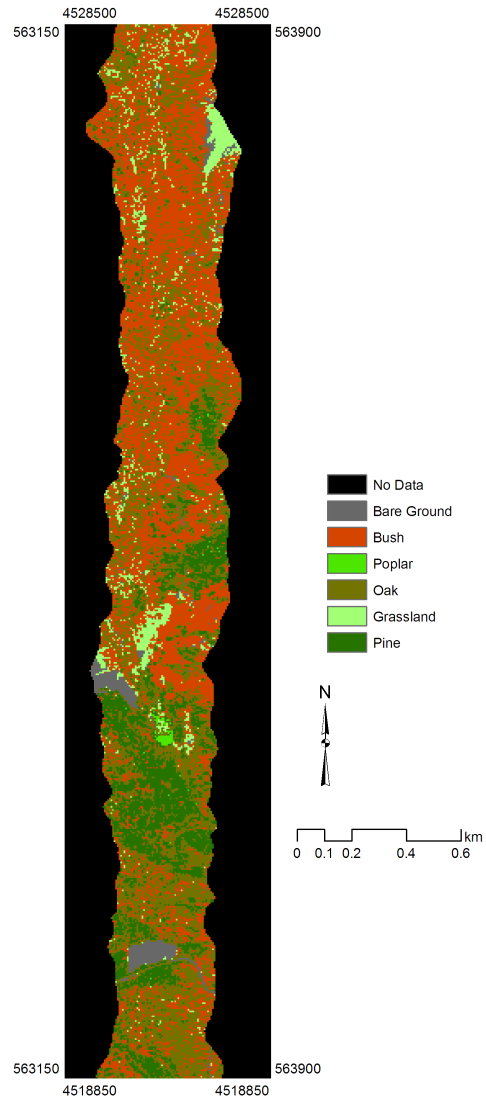 4528500 4528500
563150 563900
No Data
Bare Ground
Bush
Poplar
Oak
Grassland
Pine
N
km
0 0.1 0.2 0.4 0.6
563150 563900
4518850 4518850